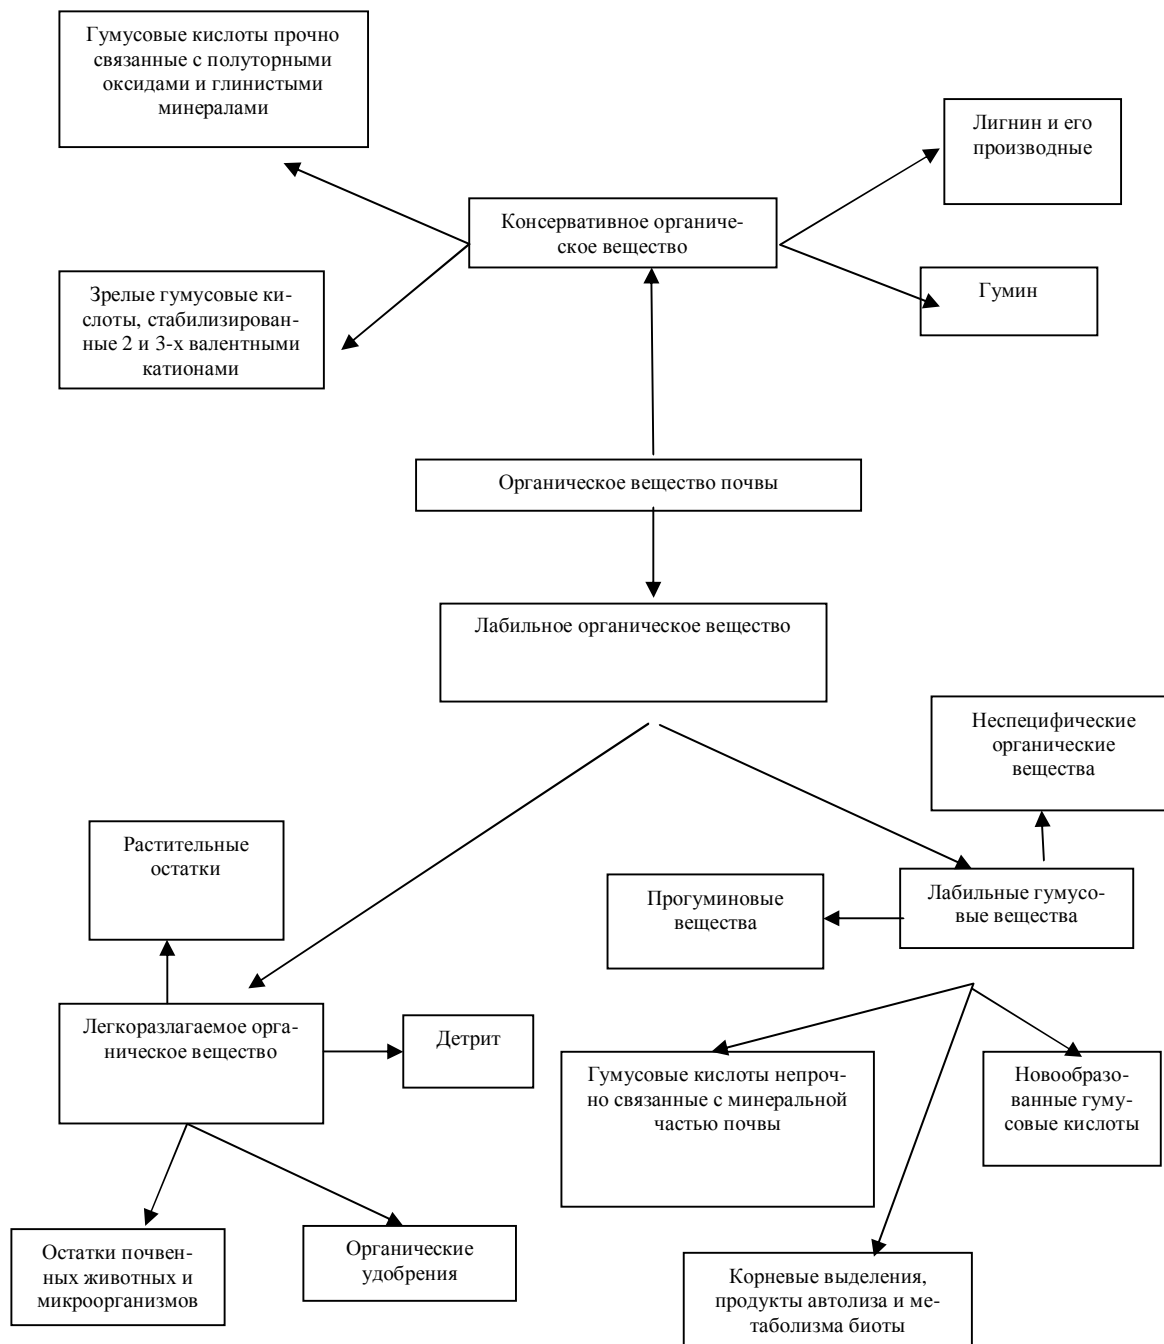 Гумусовые кислоты прочно
связанные с полуторными
оксидами и глинистыми
минералами
Лигнин и его
производные
Консервативное органиче-
ское вещество
Зрелые гумусовые ки-
слоты, стабилизирован-
ные 2 и 3-х валентными
катионами
Гумин
Органическое вещество почвы
Лабильное органическое вещество
Неспецифические
органические
вещества
Растительные
остатки
Прогуминовые
вещества
Лабильные гумусо-
вые вещества
Легкоразлагаемое орга-
ническое вещество
Детрит
Гумусовые кислоты непроч-
но связанные с минеральной
частью почвы
Новообразо-
ванные гуму-
совые кислоты
Остатки почвен-
ных животных и
микроорганизмов
Органические
удобрения
Корневые выделения,
продукты автолиза и ме-
таболизма биоты